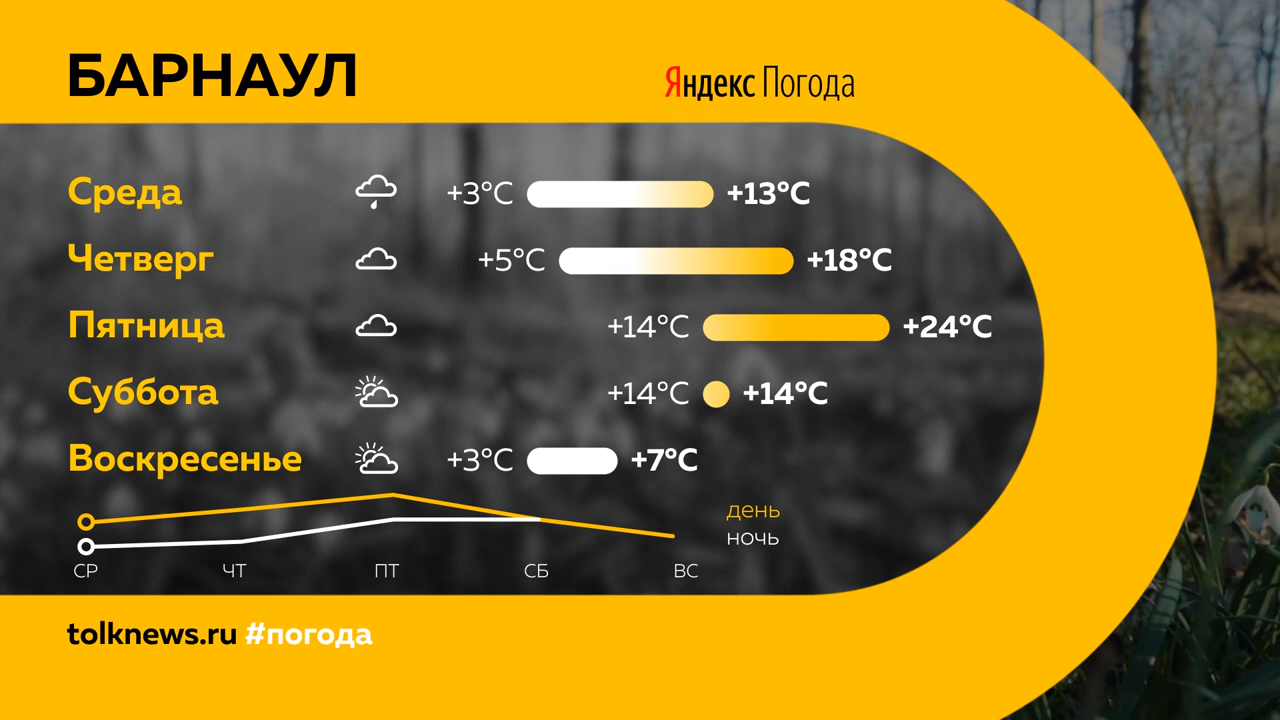 БАРНАУЛ
Яндекс Погода
Среда +3°C +13°C
Четверг +5°C +18°C
Пятница +14°C +24°C
Суббота +14°C +14°C
Воскресенье +3°C +7°C
день
ночь
СР ЧТ ПТ СБ ВС
tolknews.ru #погода